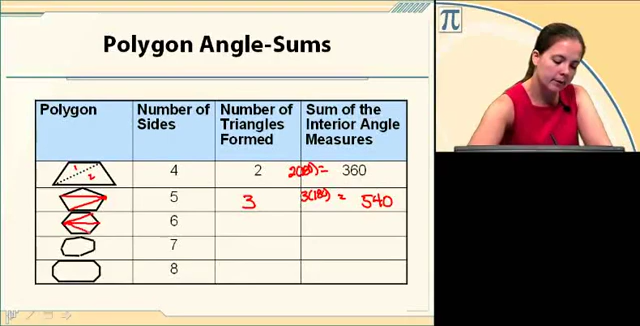 π
Polygon Angle-Sums
Polygon Number of Sides Number of Triangles Formed Sum of the Interior Angle Measures
1 2 4 2 2(180) = 360
5 3 3(180) = 540
6
7
8